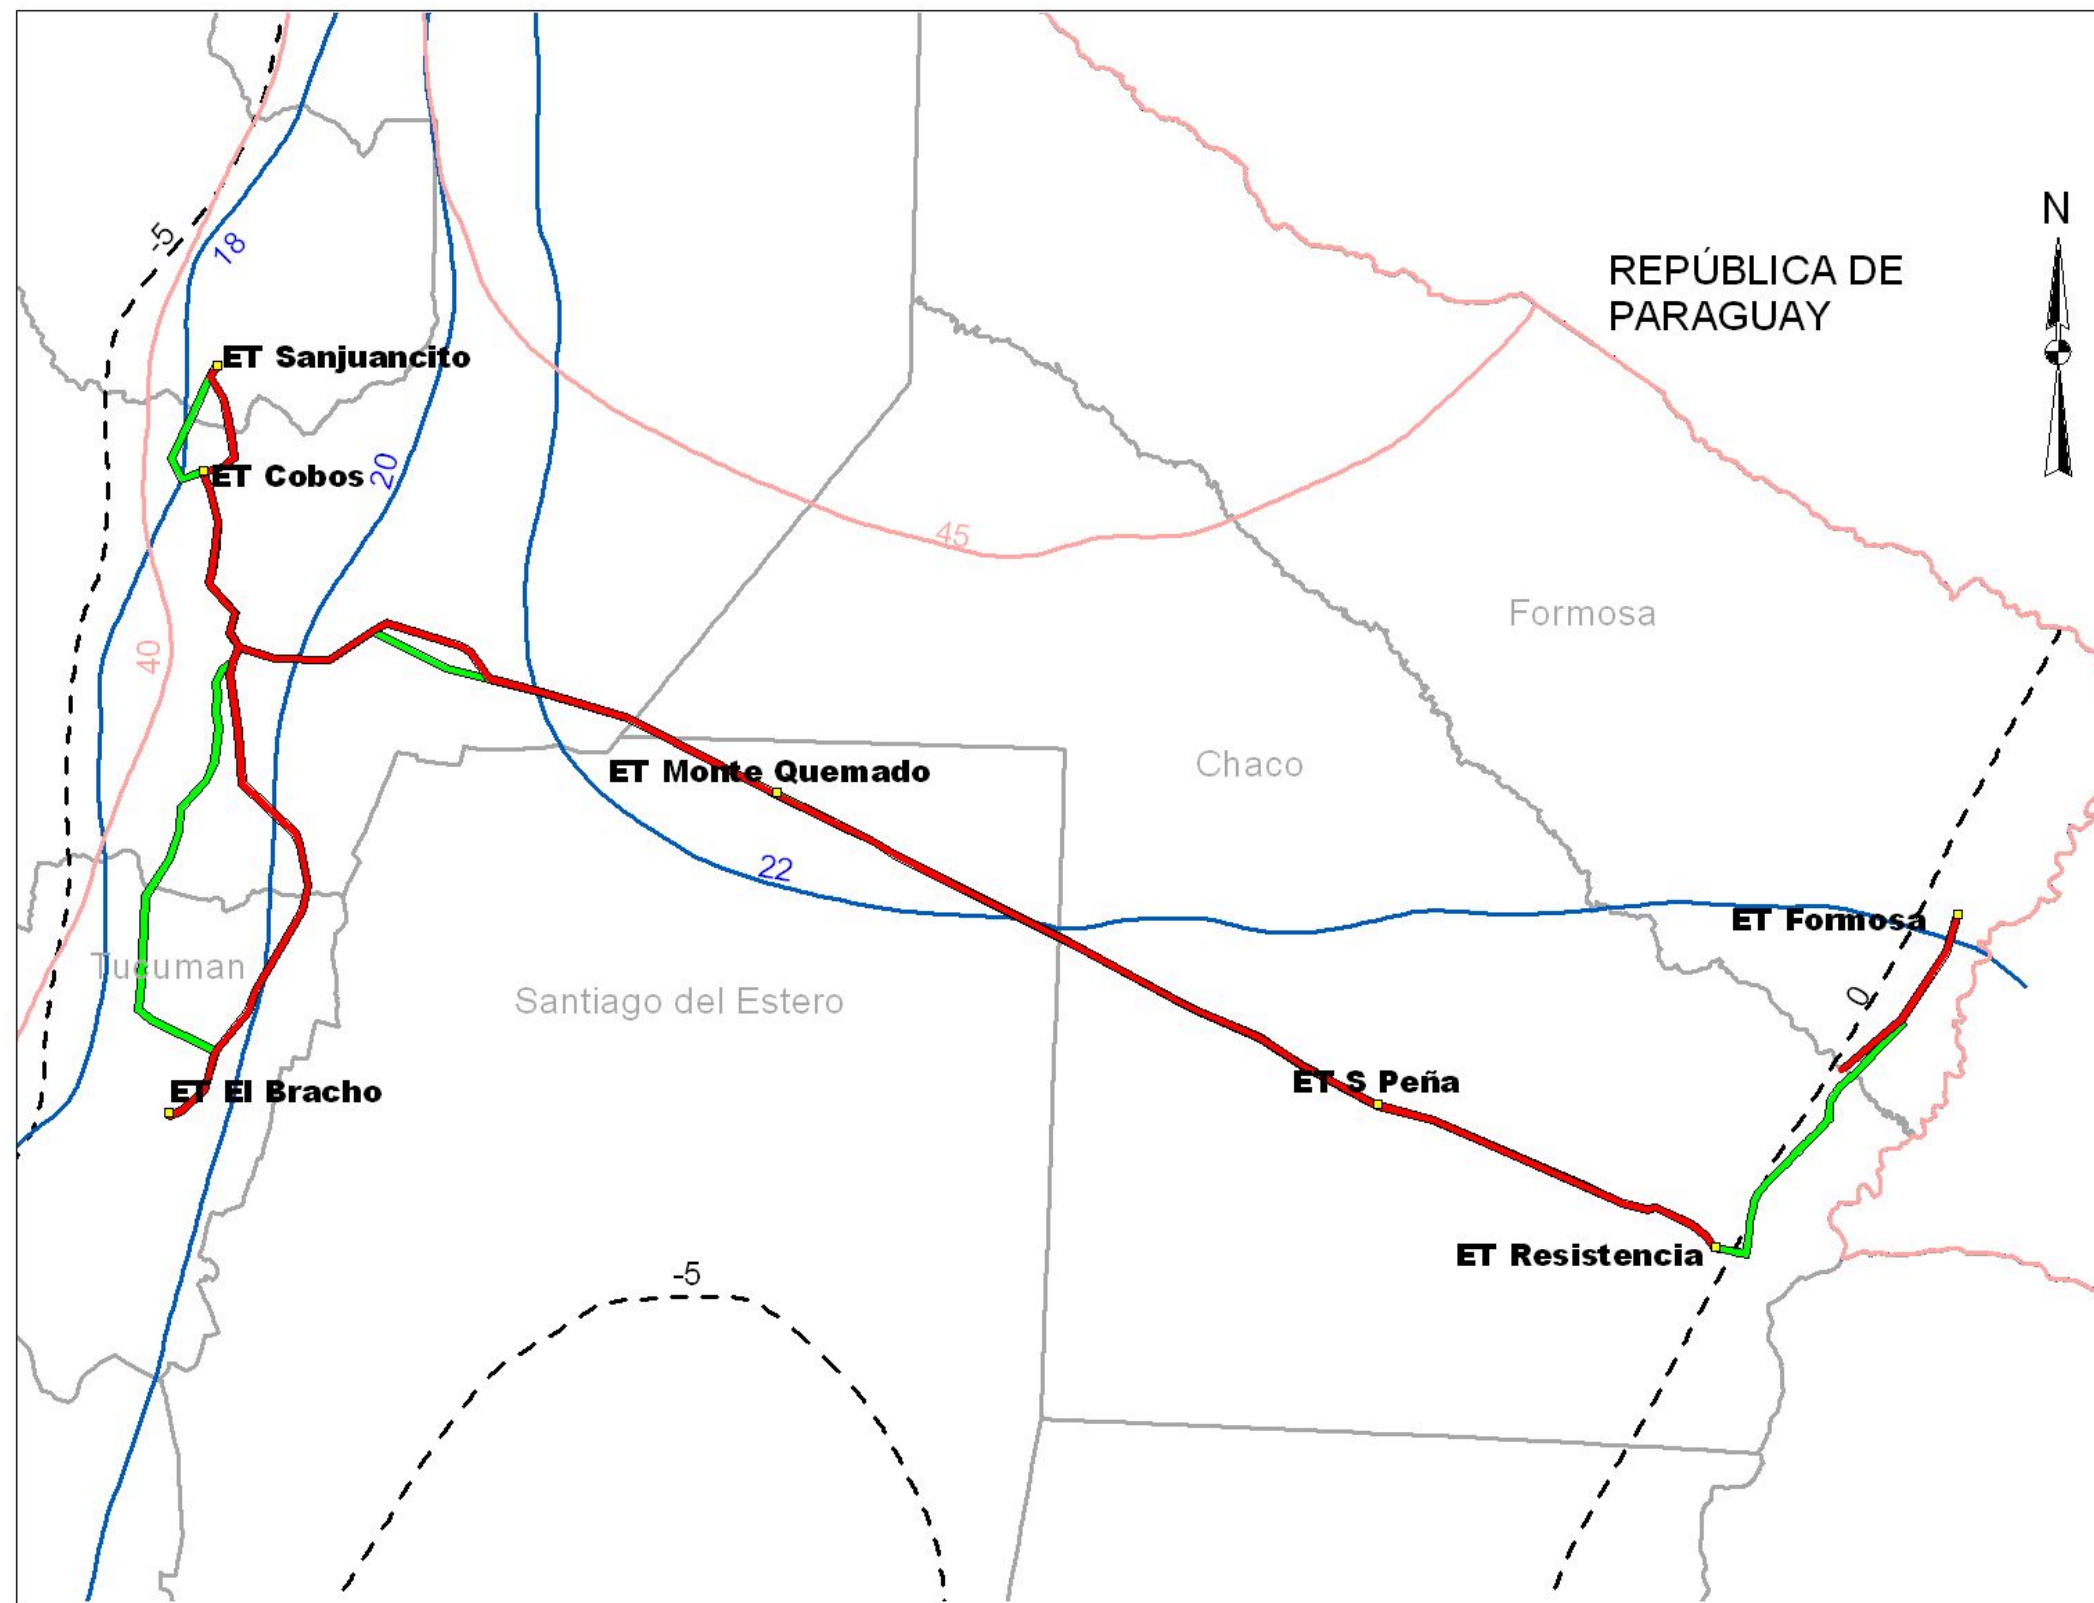 N
-5
18
REPÚBLICA DE
PARAGUAY
ET Sanjuancito
ET Cobos
20
45
Formosa
40
Chaco
ET Monte Quemado
22
ET Formosa
Tucuman
Santiago del Estero
0
ET S Peña
ET El Bracho
ET Resistencia
-5